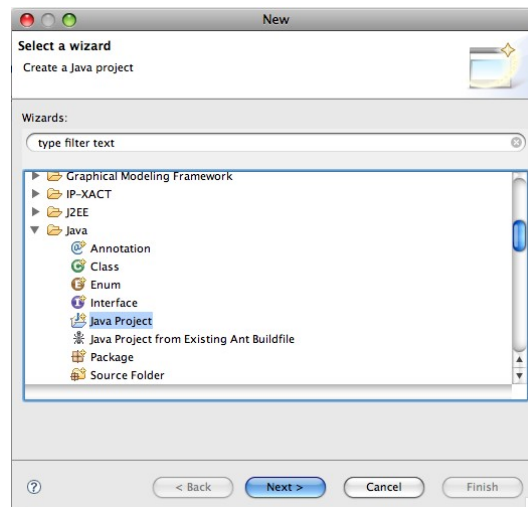 New
Select a wizard
Create a Java project
Wizards:
type filter text
Graphical Modeling Framework
IP-XACT
J2EE
Java
Annotation
Class
Enum
Interface
Java Project
Java Project from Existing Ant Buildfile
Package
Source Folder
? < Back Next > Cancel Finish